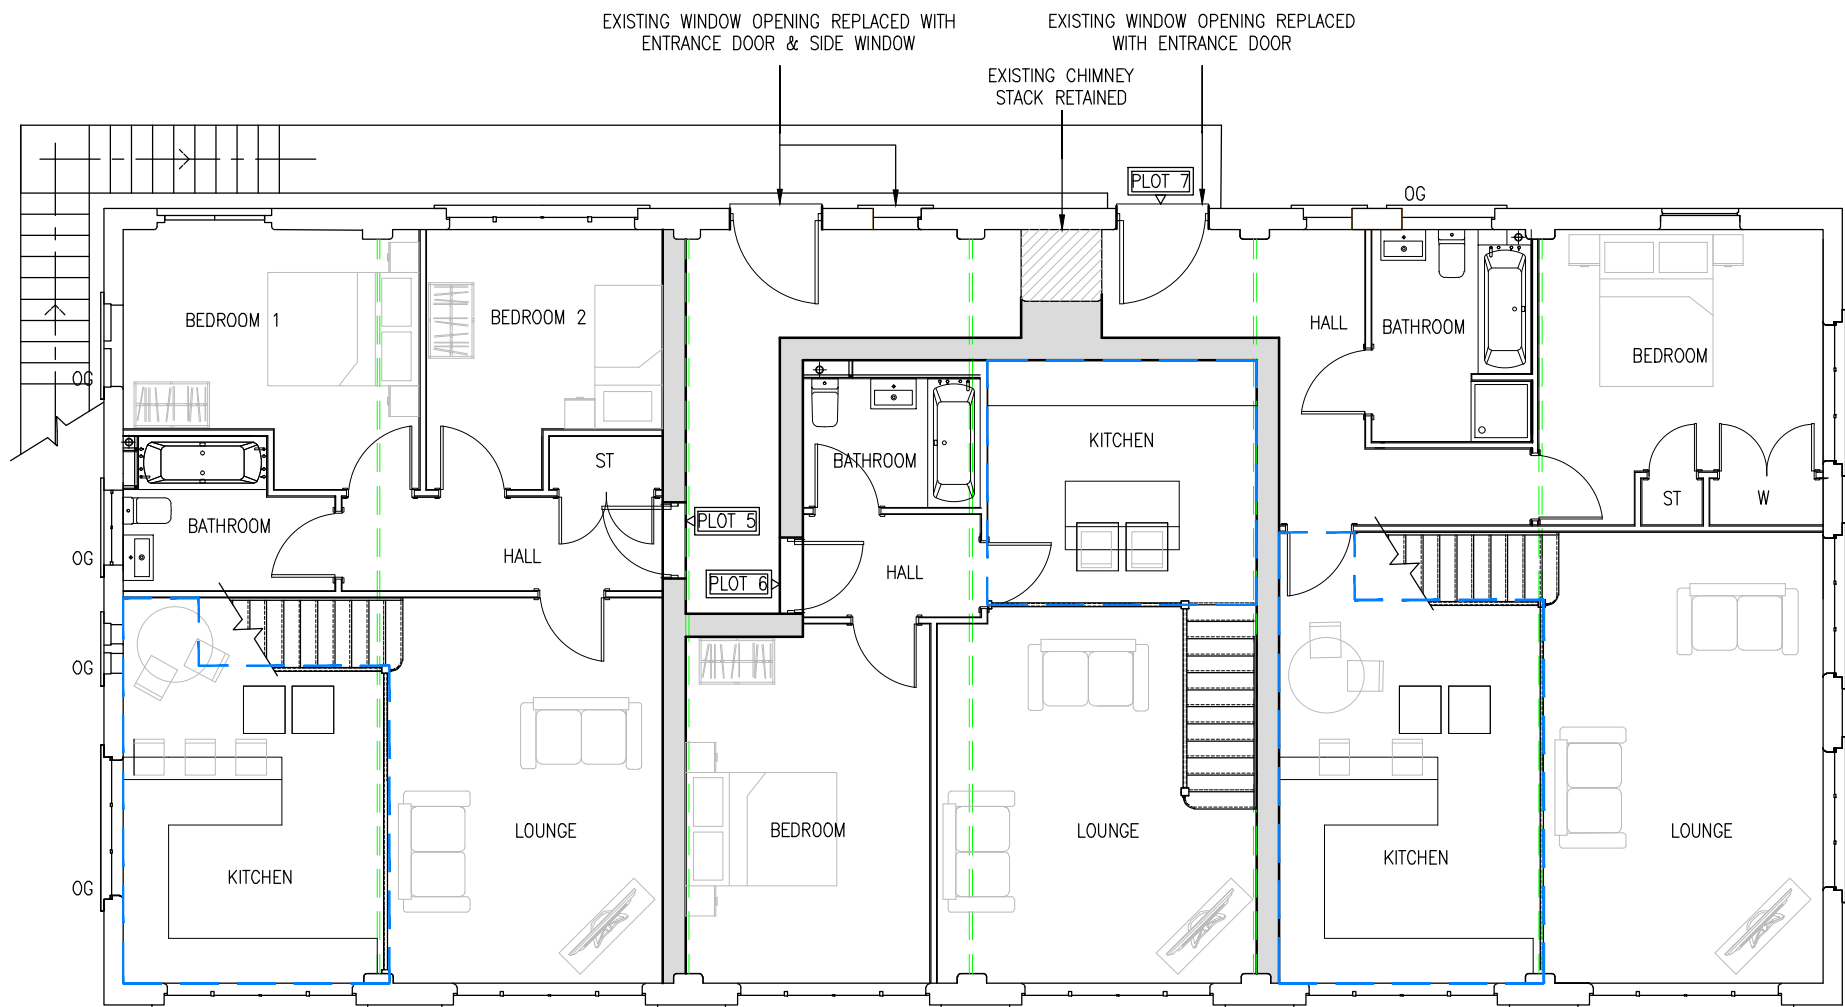 EXISTING WINDOW OPENING REPLACED WITH
ENTRANCE DOOR & SIDE WINDOW
EXISTING WINDOW OPENING REPLACED
WITH ENTRANCE DOOR
EXISTING CHIMNEY
STACK RETAINED
PLOT 7
OG
BEDROOM 1
BEDROOM 2
HALL
BATHROOM
BEDROOM
OG
KITCHEN
ST
BATHROOM
ST
W
BATHROOM
PLOT 5
OG
HALL
HALL
PLOT 6
OG
LOUNGE
BEDROOM
LOUNGE
LOUNGE
KITCHEN
KITCHEN
OG